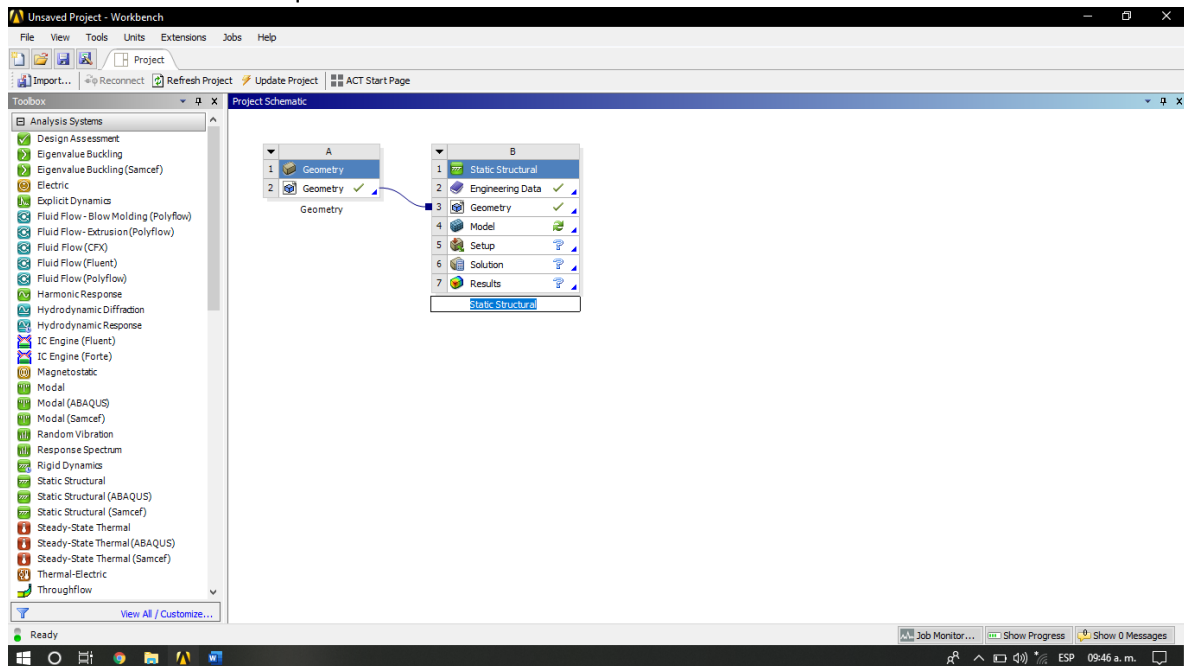 Unsaved Project - Workbench
File View Tools Units Extensions Jobs Help
Project
Import... Reconnect Refresh Project Update Project ACT Start Page
Toolbox
Project Schematic
Analysis Systems
Design Assessment
Eigenvalue Buckling
Eigenvalue Buckling (Samcef)
Electric
Explicit Dynamics
Fluid Flow - Blow Molding (Polyflow)
Fluid Flow - Extrusion (Polyflow)
Fluid Flow (CFX)
Fluid Flow (Fluent)
Fluid Flow (Polyflow)
Harmonic Response
Hydrodynamic Diffraction
Hydrodynamic Response
IC Engine (Fluent)
IC Engine (Forte)
Magnetostatic
Modal
Modal (ABAQUS)
Modal (Samcef)
Random Vibration
Response Spectrum
Rigid Dynamics
Static Structural
Static Structural (ABAQUS)
Static Structural (Samcef)
Steady-State Thermal
Steady-State Thermal (ABAQUS)
Steady-State Thermal (Samcef)
Thermal-Electric
Throughflow
View All / Customize...
A
1 Geometry
2 Geometry
Geometry
B
1 Static Structural
2 Engineering Data
3 Geometry
4 Model
5 Setup
6 Solution
7 Results
Static Structural
Ready
Job Monitor... Show Progress Show 0 Messages
ESP 09:46 a. m.